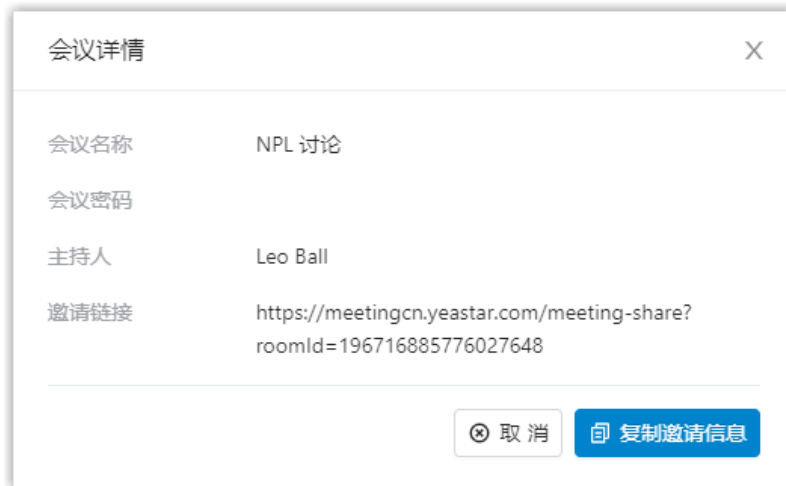 会议详情 X
会议名称 NPL 讨论
会议密码
主持人 Leo Ball
邀请链接 https://meetingcn.yeastar.com/meeting-share?
roomId=196716885776027648
取 消 复制邀请信息